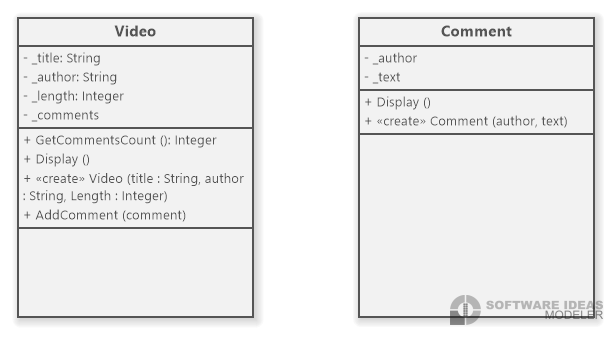 Video
- _title: String
- _author: String
- _length: Integer
- _comments
+ GetCommentsCount (): Integer
+ Display ()
+ «create» Video (title : String, author
: String, Length : Integer)
+ AddComment (comment)
Comment
- _author
- _text
+ Display ()
+ «create» Comment (author, text)
SOFTWARE IDEAS
MODELER